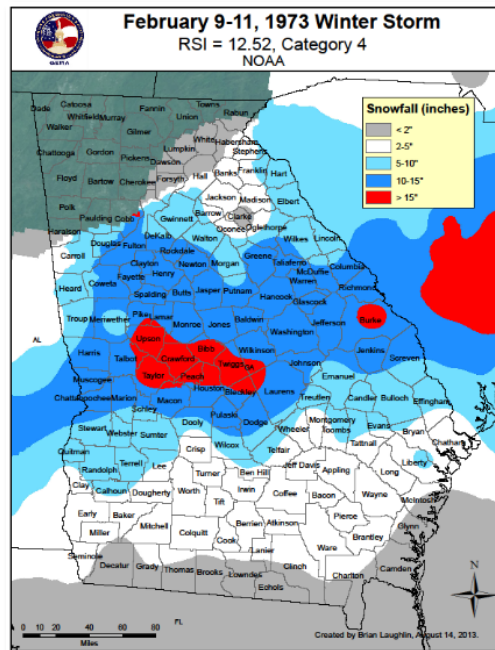 February 9-11, 1973 Winter Storm
RSI = 12.52, Category 4
NOAA
Snowfall (inches)
< 2"
2-5"
5-10"
10-15"
> 15"
Dade Catoosa Fannin Towns
Whitfield Murray Union Rabun
Walker Gilmer White Habersham
Lumpkin Stephens
Chattooga Gordon Pickens Dawson Banks Franklin Hart
Floyd Bartow Cherokee Forsyth Hall
Jackson Madison Elbert
Polk Barrow Clarke
Paulding Cobb Gwinnett Oconee Oglethorpe
Haralson DeKalb Walton Wilkes Lincoln
Douglas Fulton Rockdale Greene
Carroll Clayton Newton Morgan Taliaferro Columbia
Fayette Henry McDuffie
Heard Coweta Warren Richmond
Spalding Butts Jasper Putnam Hancock Glascock
Troup Meriwether Pike Lamar Monroe Jones Baldwin Jefferson Burke
AL Upson Washington
Harris Talbot Crawford Bibb Wilkinson Jenkins
Twiggs GA Johnson Screven
Muscogee Taylor Peach
Houston Bleckley Laurens Emanuel
Marion Macon
Schley Pulaski Treutlen Candler Bulloch Effingham
Stewart Webster Sumter Dooly Dodge Montgomery
Wheeler Toombs Evans Bryan
Quitman Crisp Wilcox Telfair Tattnall Chatham
Randolph Terrell Lee
Turner Ben Hill Jeff Davis Appling Long Liberty
Clay Calhoun Dougherty Worth Irwin Coffee Bacon Wayne McIntosh
Tift
Early Baker Pierce
Mitchell Colquitt Berrien Atkinson Glynn
Miller Cook Brantley
Lanier Ware
Seminole Clinch Camden
Decatur Grady Thomas Brooks Lowndes Charlton
Echols
N
FL
0 10 20 40 60 80
Miles
Created by Brian Laughlin, August 14, 2013.